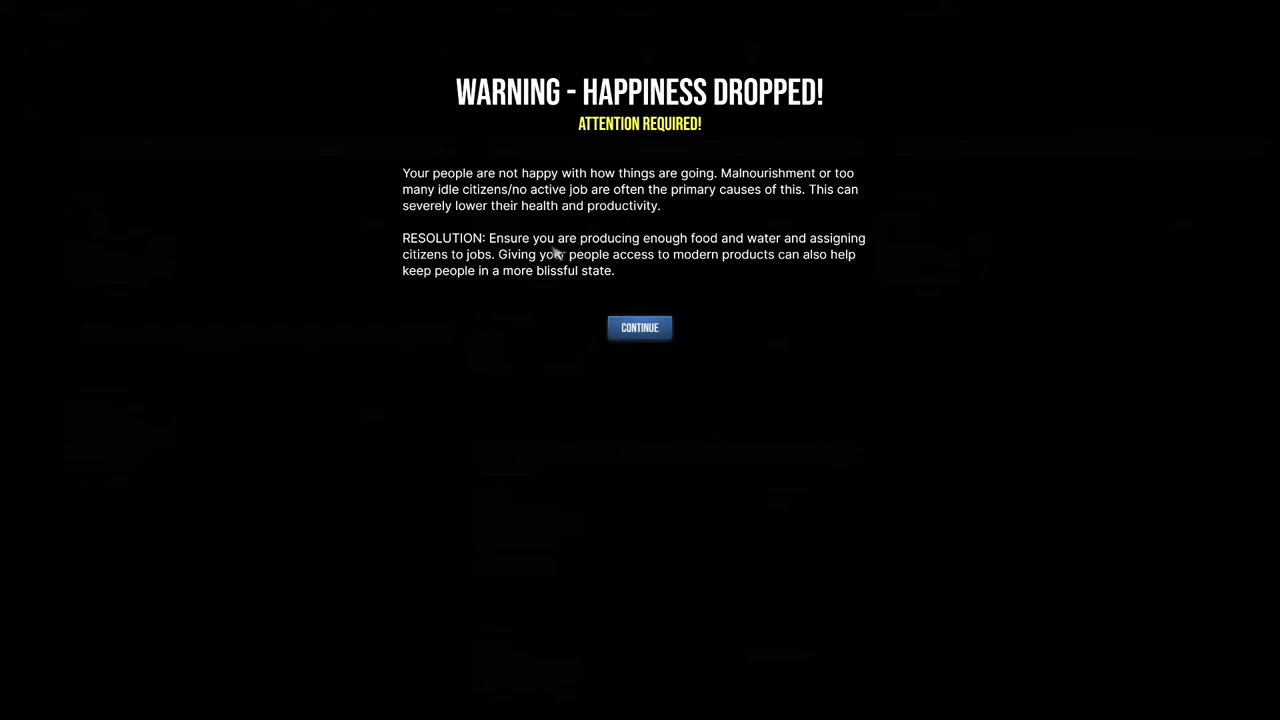 WARNING - HAPPINESS DROPPED!
ATTENTION REQUIRED!
Your people are not happy with how things are going. Malnourishment or too
many idle citizens/no active job are often the primary causes of this. This can
severely lower their health and productivity.
RESOLUTION: Ensure you are producing enough food and water and assigning
citizens to jobs. Giving your people access to modern products can also help
keep people in a more blissful state.
CONTINUE